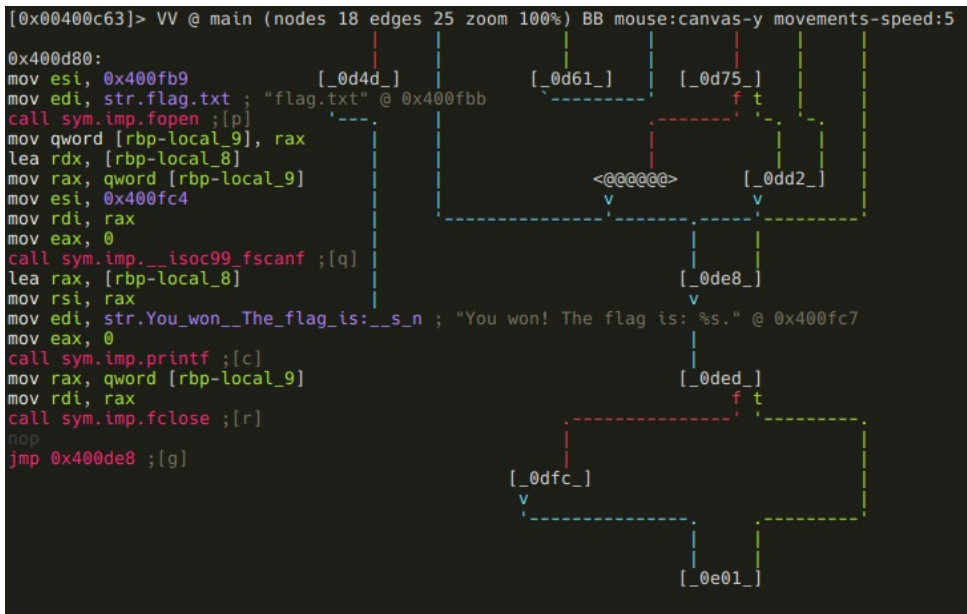 [0x00400c63]> VV @ main (nodes 18 edges 25 zoom 100%) BB mouse:canvas-y movements-speed:5
0x400d80:
mov esi, 0x400fb9 [_0d4d_] [_0d61_] [_0d75_]
mov edi, str.flag.txt ; "flag.txt" @ 0x400fbb
f t
call sym.imp.fopen ;[p]
mov qword [rbp-local_9], rax
lea rdx, [rbp-local_8]
mov rax, qword [rbp-local_9] <@@@@@@> [_0dd2_]
mov esi, 0x400fc4 v v
mov rdi, rax
mov eax, 0
call sym.imp.__isoc99_fscanf ;[q]
lea rax, [rbp-local_8] [_0de8_]
mov rsi, rax v
mov edi, str.You_won__The_flag_is:__s_n ; "You won! The flag is: %s." @ 0x400fc7
mov eax, 0
call sym.imp.printf ;[c]
mov rax, qword [rbp-local_9] [_0ded_]
mov rdi, rax f t
call sym.imp.fclose ;[r]
nop
jmp 0x400de8 ;[g]
[_0dfc_]
v
[_0e01_]